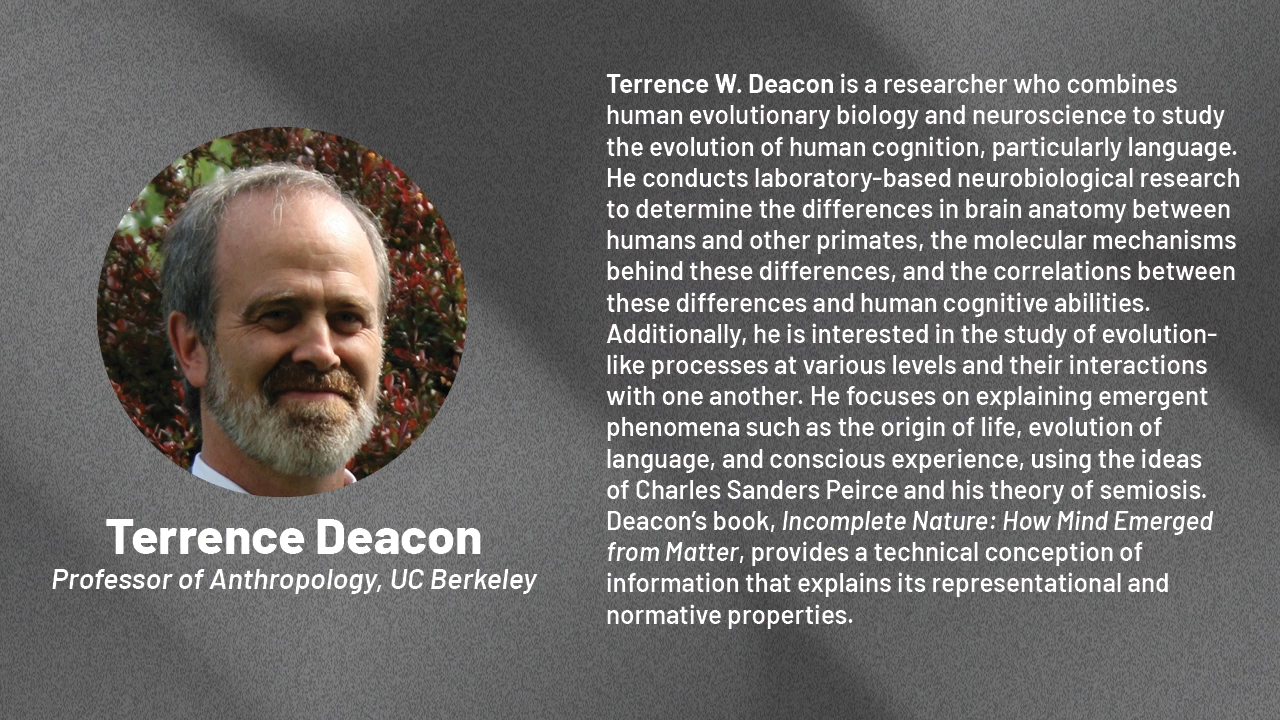 Terrence Deacon
Professor of Anthropology, UC Berkeley
Terrence W. Deacon is a researcher who combines
human evolutionary biology and neuroscience to study
the evolution of human cognition, particularly language.
He conducts laboratory-based neurobiological research
to determine the differences in brain anatomy between
humans and other primates, the molecular mechanisms
behind these differences, and the correlations between
these differences and human cognitive abilities.
Additionally, he is interested in the study of evolution-
like processes at various levels and their interactions
with one another. He focuses on explaining emergent
phenomena such as the origin of life, evolution of
language, and conscious experience, using the ideas
of Charles Sanders Peirce and his theory of semiosis.
Deacon’s book, Incomplete Nature: How Mind Emerged
from Matter, provides a technical conception of
information that explains its representational and
normative properties.